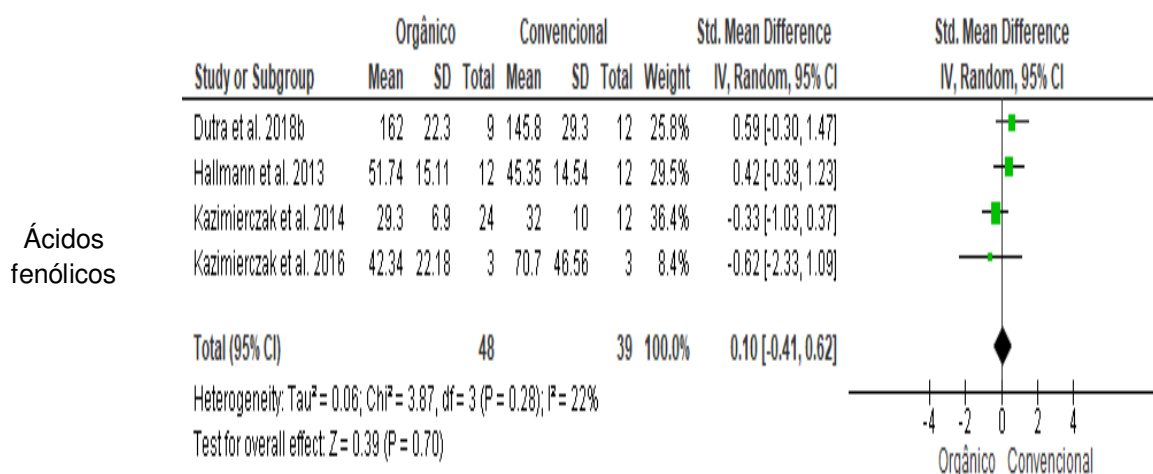 Orgânico Convencional Std. Mean Difference Std. Mean Difference
Study or Subgroup Mean SD Total Mean SD Total Weight IV, Random, 95% CI IV, Random, 95% CI
Dutra et al. 2018b 162 22.3 9 145.8 29.3 12 25.8% 0.59 [-0.30, 1.47]
Hallmann et al. 2013 51.74 15.11 12 45.35 14.54 12 29.5% 0.42 [-0.39, 1.23]
Kazimierczak et al. 2014 29.3 6.9 24 32 10 12 36.4% -0.33 [-1.03, 0.37]
Kazimierczak et al. 2016 42.34 22.18 3 70.7 46.56 3 8.4% -0.62 [-2.33, 1.09]
Ácidos
fenólicos
Total (95% CI) 48 39 100.0% 0.10 [-0.41, 0.62]
Heterogeneity: Tau² = 0.06; Chi² = 3.87, df = 3 (P = 0.28); I² = 22%
Test for overall effect: Z = 0.39 (P = 0.70)
-4 -2 0 2 4
Orgânico Convencional